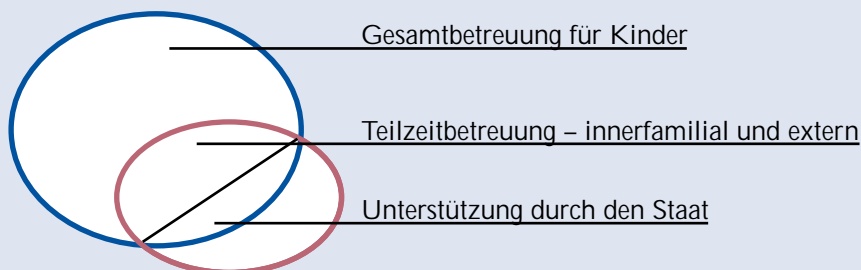 Gesamtbetreuung für Kinder
Teilzeitbetreuung – innerfamilial und extern
Unterstützung durch den Staat